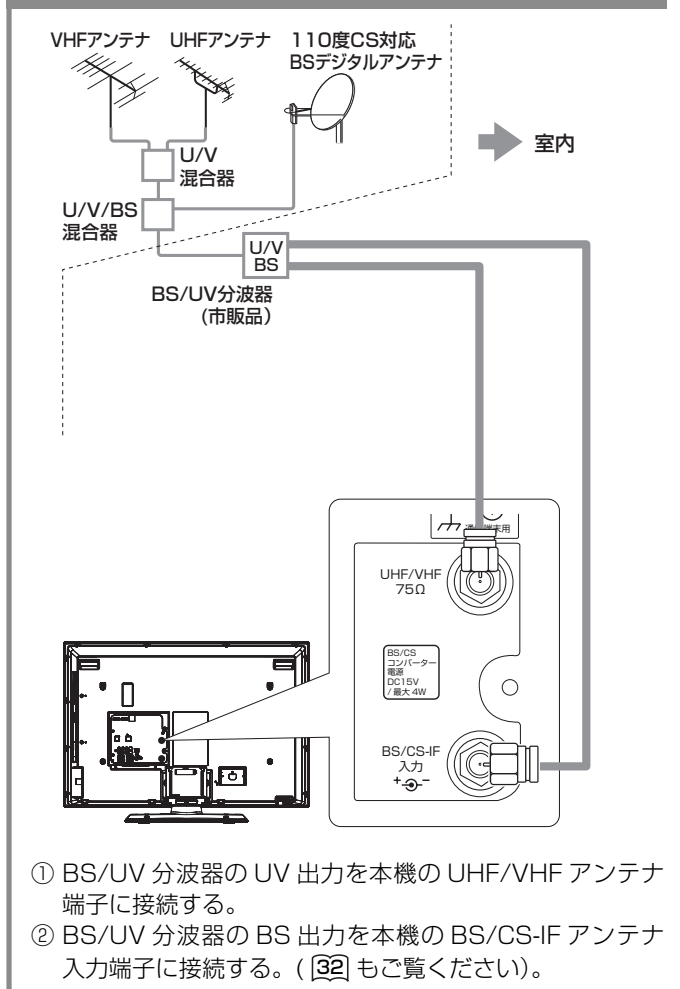 VHFアンテナ UHFアンテナ 110度CS対応
BSデジタルアンテナ
室内
U/V
混合器
U/V/BS
混合器
U/V
BS
BS/UV分波器
(市販品)
UHF/VHF
75Ω
BS/CS
コンバーター
電源
DC15V
/最大4W
BS/CS-IF
入力
+ -
① BS/UV 分波器の UV 出力を本機の UHF/VHF アンテナ
端子に接続する。
② BS/UV 分波器の BS 出力を本機の BS/CS-IF アンテナ
入力端子に接続する。( 32 もご覧ください)。